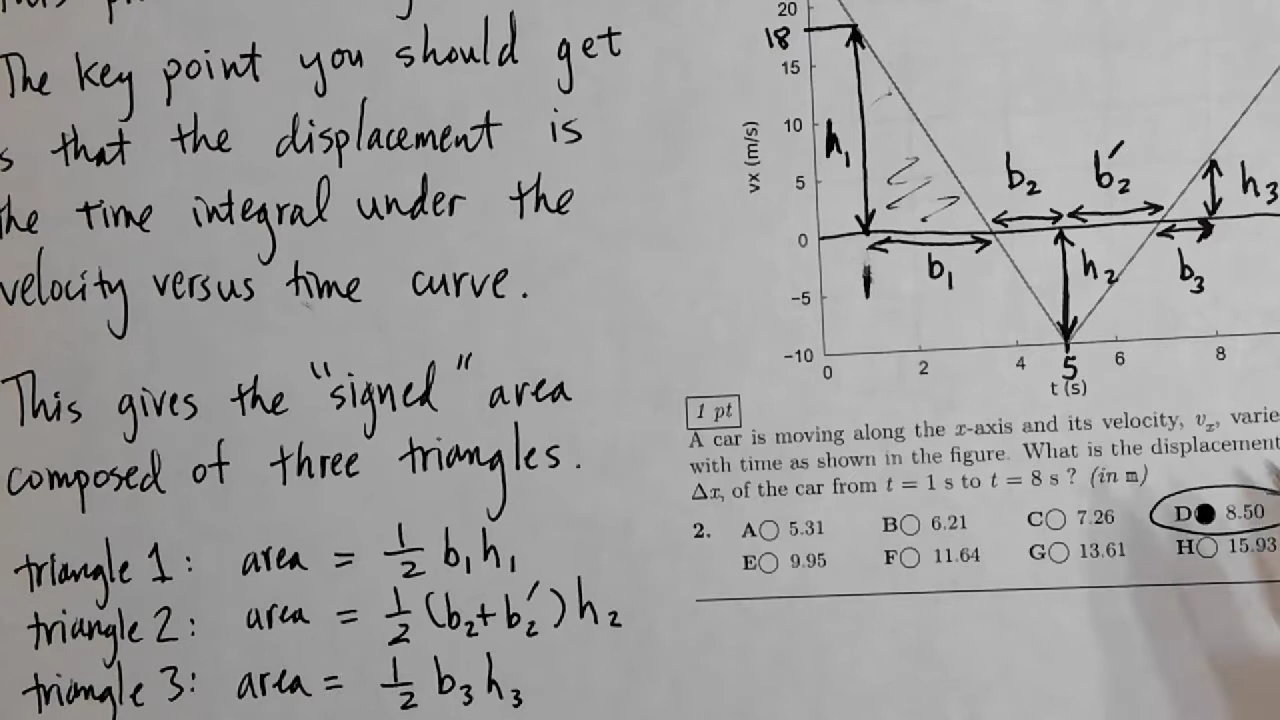 The key point you should get
s that the displacement is
the time integral under the
velocity versus time curve.
This gives the "signed" area
composed of three triangles.
triangle 1: area = 1/2 b₁h₁
triangle 2: area = 1/2 (b₂+b₂′)h₂
triangle 3: area = 1/2 b₃h₃
20
18
15
10
5
0
−5
−10
vx (m/s)
h₁
b₂
b₂′
h₃
b₁
h₂
b₃
1
0 2 4 5 6 8
t (s)
1 pt
A car is moving along the x-axis and its velocity, vₓ, varie
with time as shown in the figure. What is the displacement
Δx, of the car from t = 1 s to t = 8 s ? (in m)
2. A 5.31 B 6.21 C 7.26 D 8.50
E 9.95 F 11.64 G 13.61 H 15.93